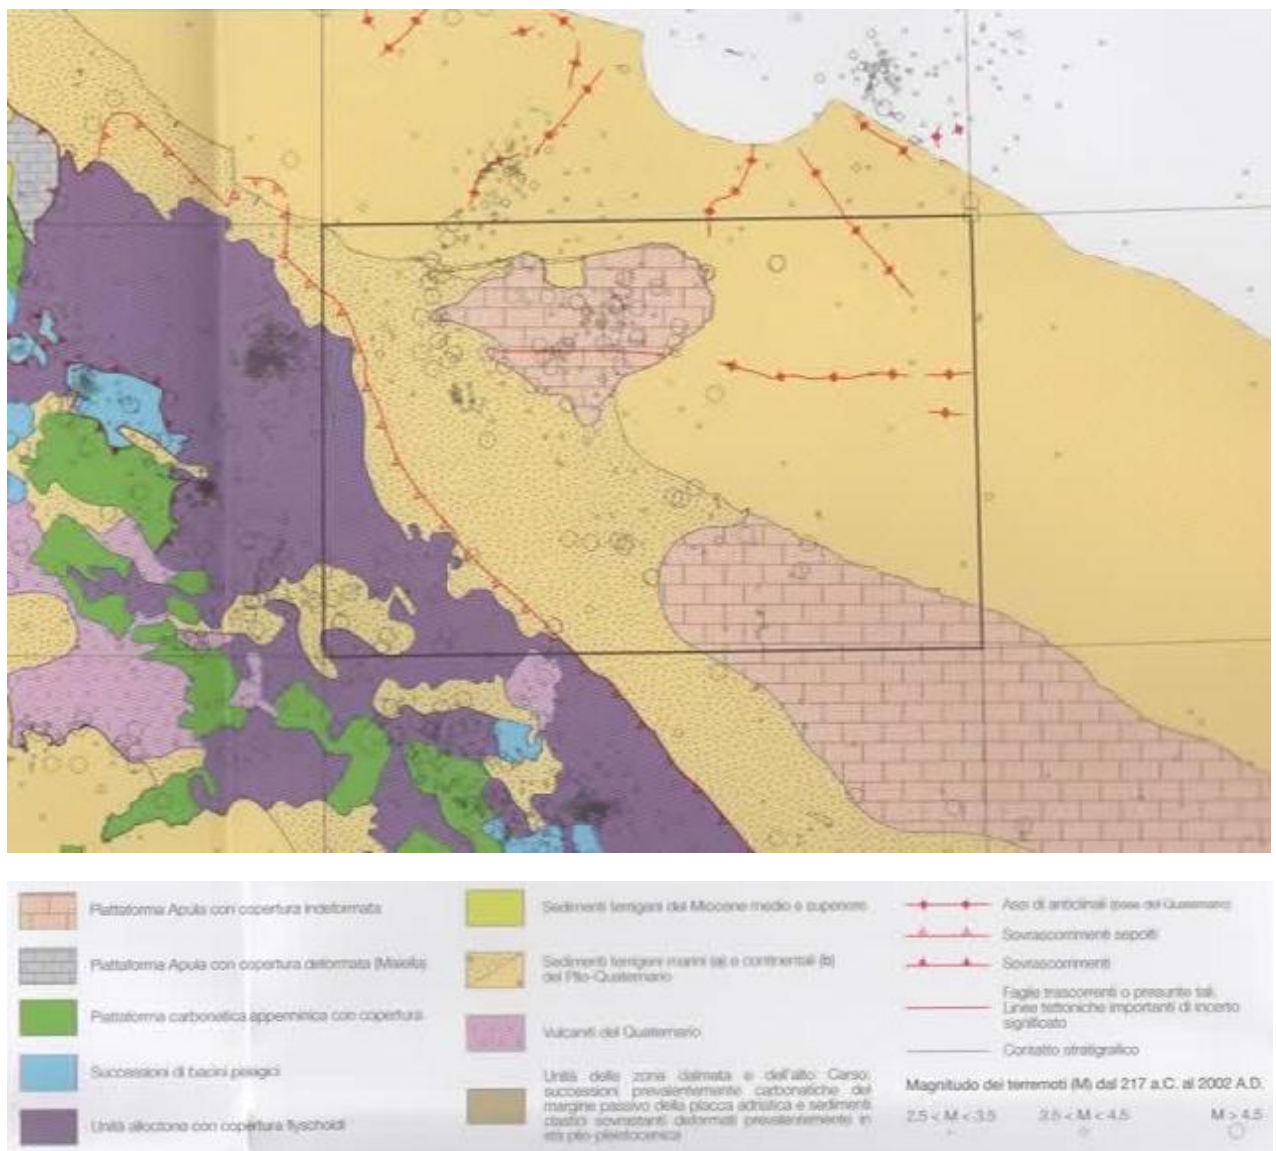 Piattaforma Apula con copertura indeformata
Piattaforma Apula con copertura deformata (Maiella)
Piattaforma carbonatica appenninica con copertura
Successioni di bacini pelagici
Unità alloctone con copertura flyschoidi
Sedimenti terrigeni del Miocene medio e superiore
Sedimenti terrigeni marini (a) e continentali (b)
del Plio-Quaternario
Vulcaniti del Quaternario
Unità delle zona dalmata e dell'alto Carso:
successioni prevalentemente carbonatiche del
margine passivo della placca adriatica e sedimenti
clastici sovrastanti deformati prevalentemente in
età plio-pleistocenica
Assi di anticlinali (base del Quaternario)
Sovrascorrimenti sepolti
Sovrascorrimenti
Faglie trascorrenti o presunte tali.
Linee tettoniche importanti di incerto
significato
Contatto stratigrafico
Magnitudo dei terremoti (M) dal 217 a.C. al 2002 A.D.
2.5 < M < 3.5 3.5 < M < 4.5 M > 4.5